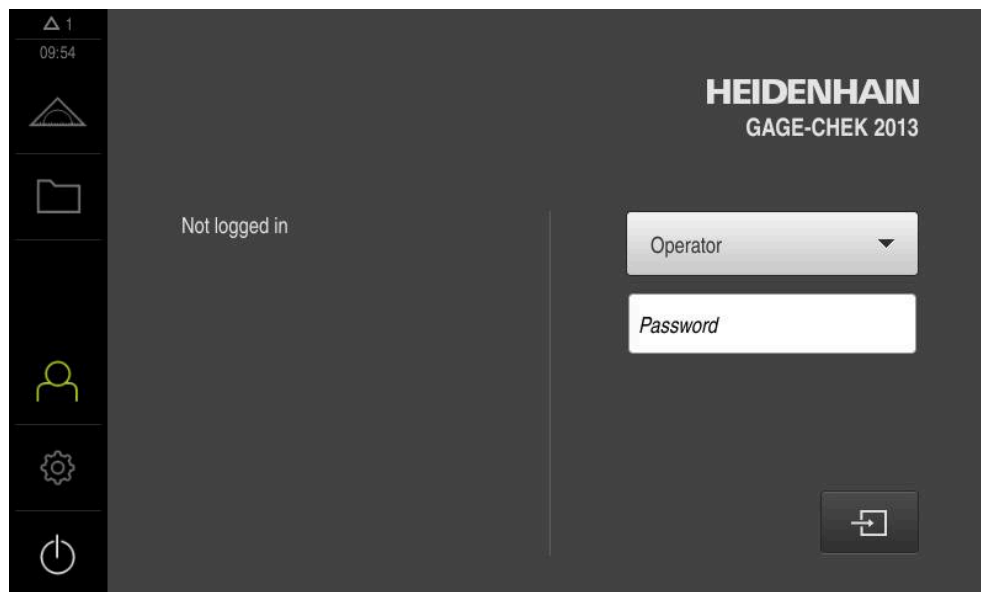 1
09:54
HEIDENHAIN
GAGE-CHEK 2013
Not logged in
Operator
Password